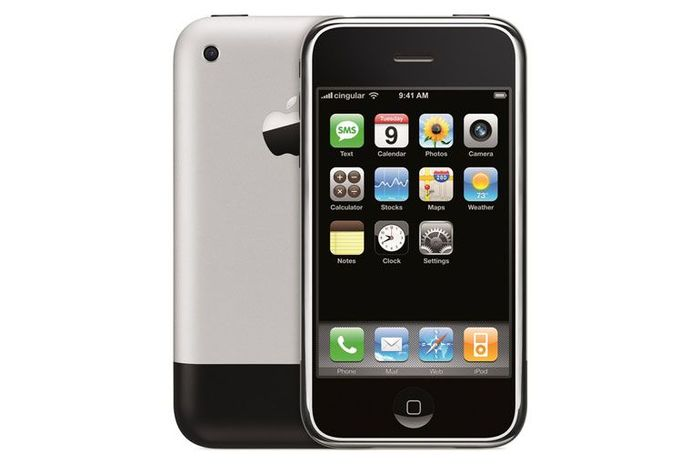 cingular 9:41 AM
SMS Tuesday 9
Text Calendar Photos Camera
280 73°
Calculator Stocks Maps Weather
Notes Clock Settings
Phone Mail Web iPod